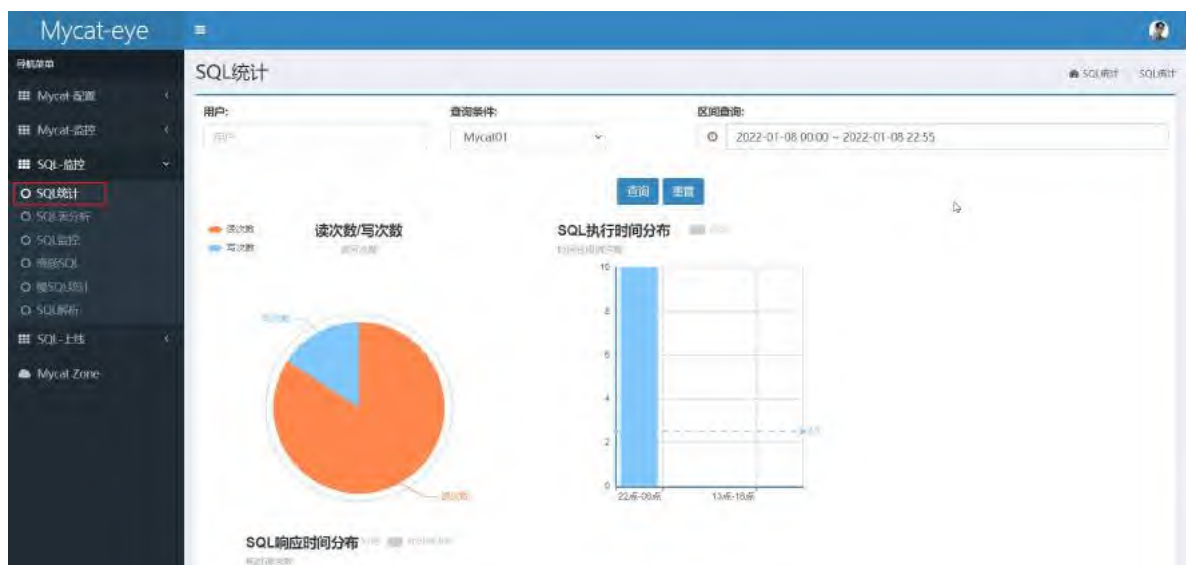 Mycat-eye
导航菜单
Mycat-配置
Mycat-监控
SQL-监控
SQL统计
SQL表分析
SQL监控
高频SQL
慢SQL统计
SQL解析
SQL-上线
Mycat Zone
SQL统计
SQL统计
SQL统计
用户:
查询条件:
区间查询:
用户
Mycat01
2022-01-08 00:00 ~ 2022-01-08 22:55
查询
重置
读次数
写次数
读次数/写次数
写次数
读次数
SQL执行时间分布
10
8
6
4
2
0
22点-06点
13点-18点
SQL响应时间分布